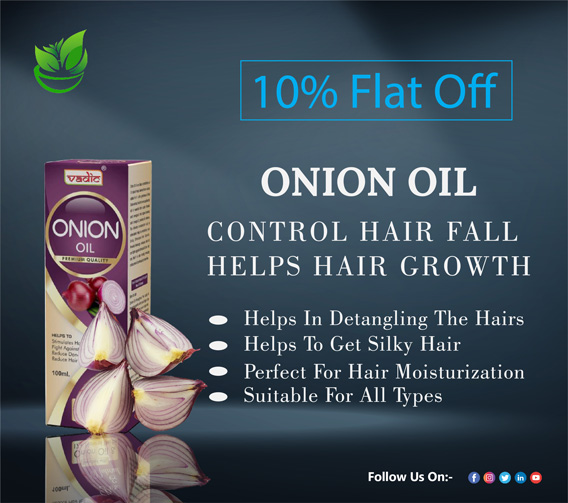 10% Flat Off
vadic
ONION
OIL
PREMIUM QUALITY
HELPS TO
100ml.
ONION OIL
CONTROL HAIR FALL
HELPS HAIR GROWTH
Helps In Detangling The Hairs
Helps To Get Silky Hair
Perfect For Hair Moisturization
Suitable For All Types
Follow Us On:-